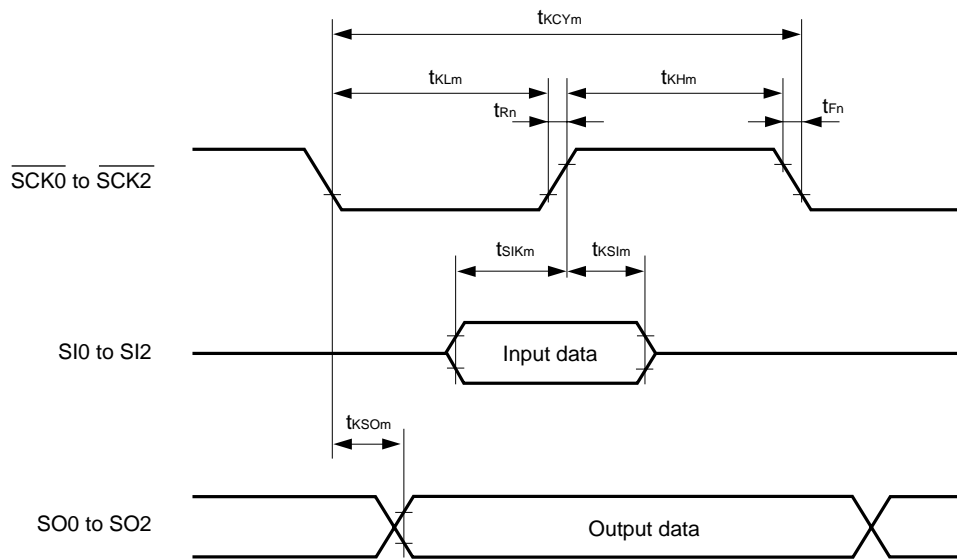 tKCYm
tKLm tKHm
tRn tFn
SCK0 to SCK2
tSIKm tKSIm
SI0 to SI2 Input data
tKSOm
SO0 to SO2 Output data